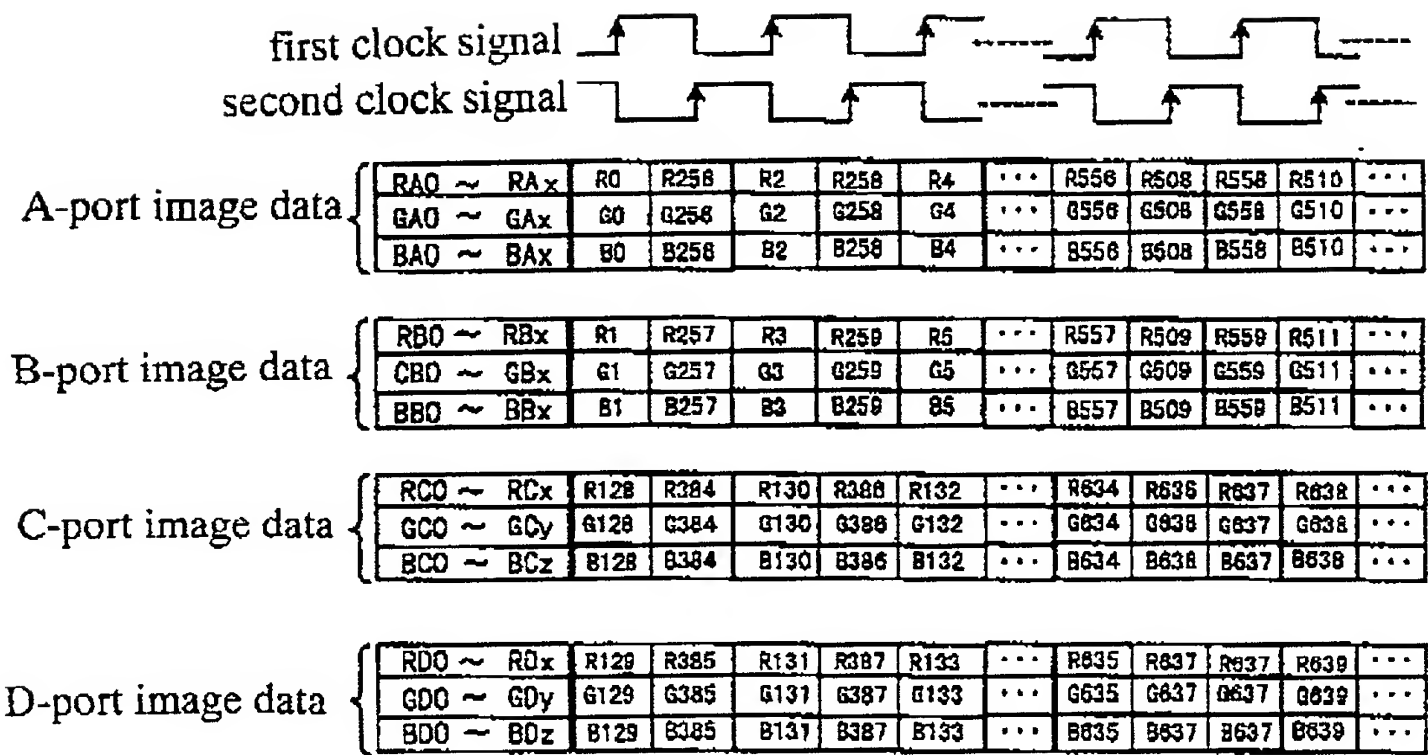 first clock signal
second clock signal
A-port image data
RA0 ~ RAx R0 R256 R2 R258 R4 ··· R556 R508 R558 R510 ···
GA0 ~ GAx G0 G256 G2 G258 G4 ··· G556 G508 G558 G510 ···
BA0 ~ BAx B0 B256 B2 B258 B4 ··· B556 B508 B558 B510 ···
B-port image data
RB0 ~ RBx R1 R257 R3 R259 R5 ··· R557 R509 R559 R511 ···
GB0 ~ GBx G1 G257 G3 G259 G5 ··· G557 G509 G559 G511 ···
BB0 ~ BBx B1 B257 B3 B259 B5 ··· B557 B509 B559 B511 ···
C-port image data
RC0 ~ RCx R128 R384 R130 R386 R132 ··· R634 R636 R637 R638 ···
GC0 ~ GCy G128 G384 G130 G386 G132 ··· G634 G637 G638 ···
BC0 ~ BCz B128 B384 B130 B386 B132 ··· B634 B637 B638 ···
D-port image data
RD0 ~ RDx R129 R385 R131 R387 R133 ··· R635 R637 R637 R639 ···
GD0 ~ GDy G129 G385 G131 G387 G133 ··· G635 G637 G637 G639 ···
BD0 ~ BDz B129 B385 B131 B387 B133 ··· B635 B637 B637 B639 ···